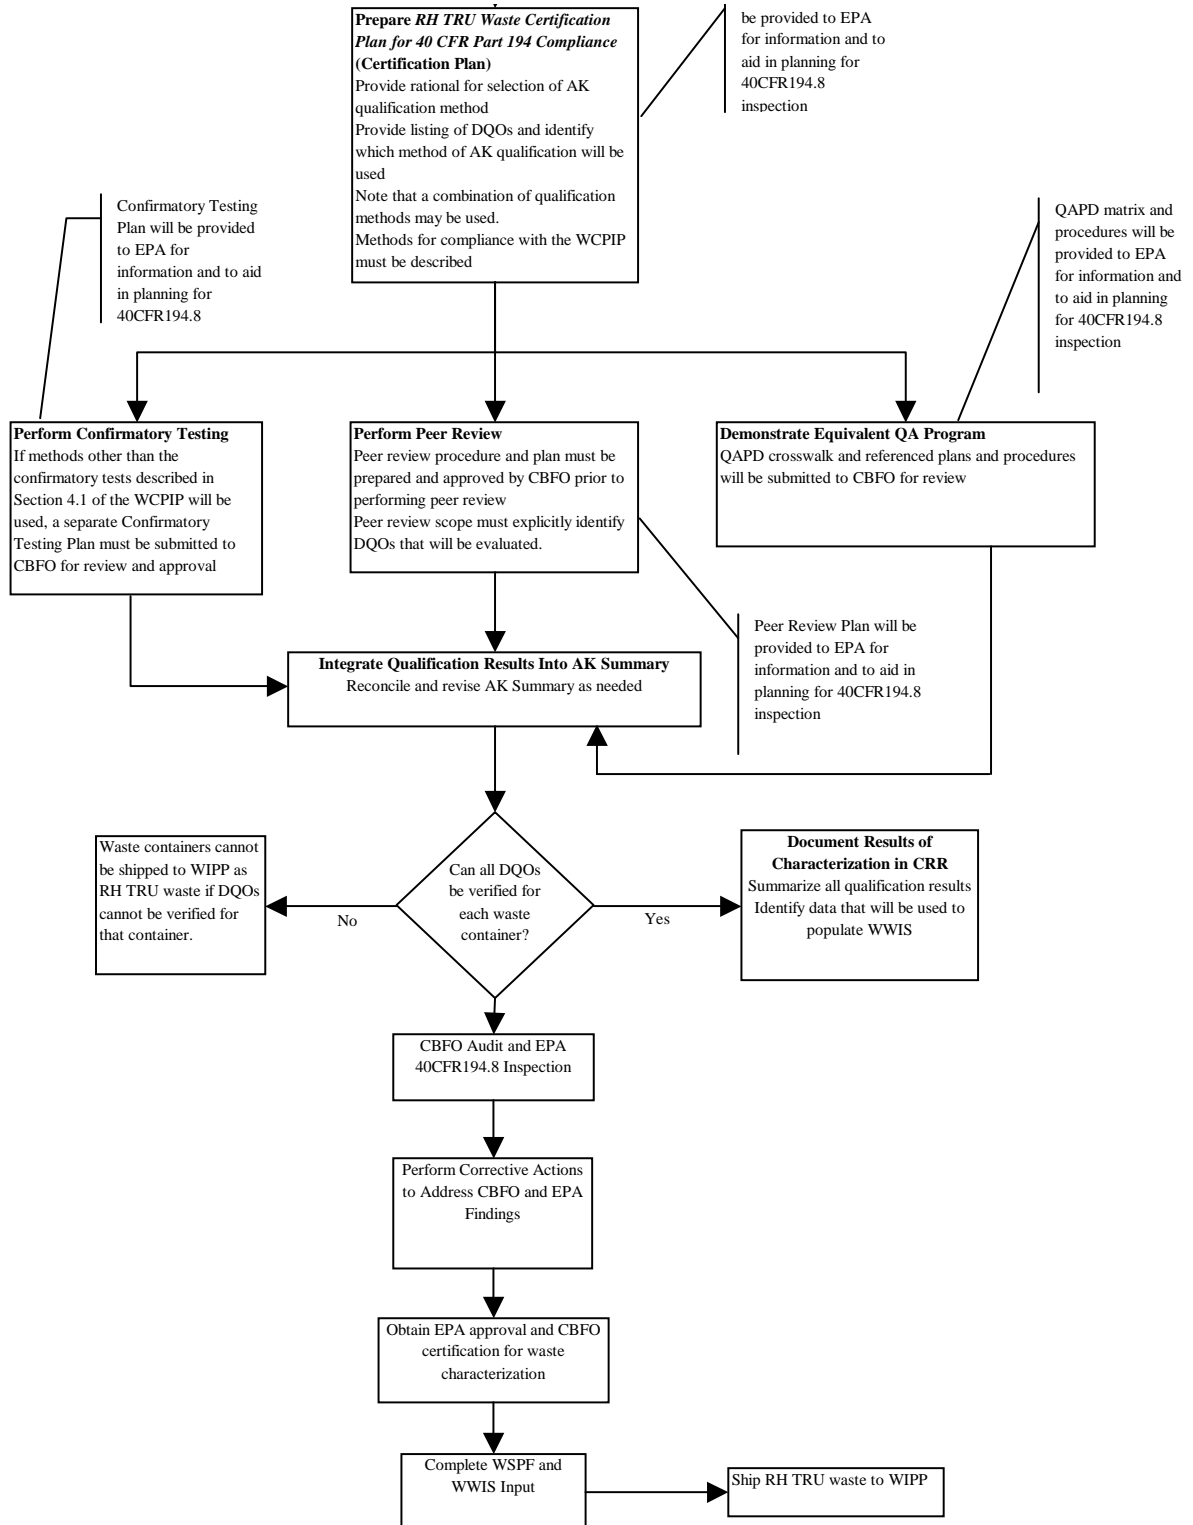 Prepare RH TRU Waste Certification
Plan for 40 CFR Part 194 Compliance
(Certification Plan)
Provide rational for selection of AK
qualification method
Provide listing of DQOs and identify
which method of AK qualification will be
used
Note that a combination of qualification
methods may be used.
Methods for compliance with the WCPIP
must be described
be provided to EPA
for information and to
aid in planning for
40CFR194.8
inspection
Confirmatory Testing
Plan will be provided
to EPA for
information and to aid
in planning for
40CFR194.8
QAPD matrix and
procedures will be
provided to EPA
for information and
to aid in planning
for 40CFR194.8
inspection
Perform Confirmatory Testing
If methods other than the
confirmatory tests described in
Section 4.1 of the WCPIP will be
used, a separate Confirmatory
Testing Plan must be submitted to
CBFO for review and approval
Perform Peer Review
Peer review procedure and plan must be
prepared and approved by CBFO prior to
performing peer review
Peer review scope must explicitly identify
DQOs that will be evaluated.
Demonstrate Equivalent QA Program
QAPD crosswalk and referenced plans and procedures
will be submitted to CBFO for review
Peer Review Plan will be
provided to EPA for
information and to aid in
planning for 40CFR194.8
inspection
Integrate Qualification Results Into AK Summary
Reconcile and revise AK Summary as needed
Waste containers cannot
be shipped to WIPP as
RH TRU waste if DQOs
cannot be verified for
that container.
No
Can all DQOs
be verified for
each waste
container?
Yes
Document Results of
Characterization in CRR
Summarize all qualification results
Identify data that will be used to
populate WWIS
CBFO Audit and EPA
40CFR194.8 Inspection
Perform Corrective Actions
to Address CBFO and EPA
Findings
Obtain EPA approval and CBFO
certification for waste
characterization
Complete WSPF and
WWIS Input
Ship RH TRU waste to WIPP